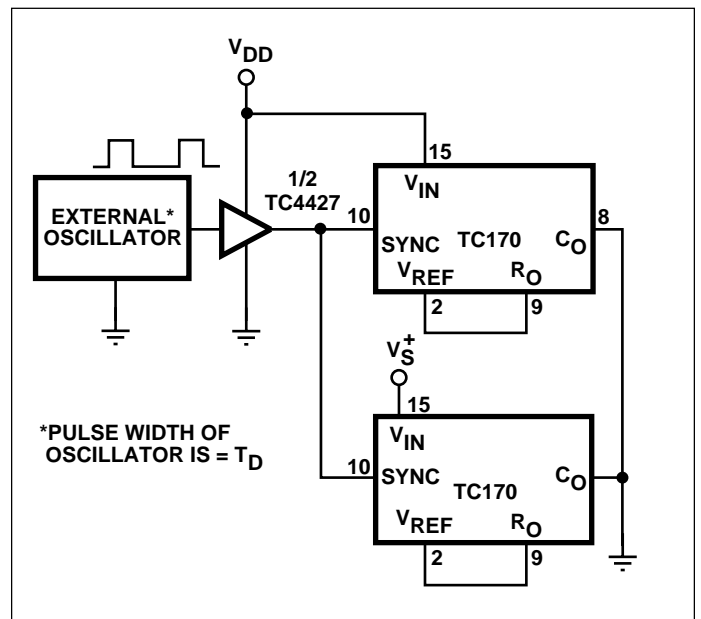 VDD
1/2
TC4427
EXTERNAL*
OSCILLATOR
15
VIN
10
SYNC
TC170
CO
8
VREF
RO
2
9
VS+
15
VIN
10
SYNC
TC170
CO
VREF
RO
2
9
*PULSE WIDTH OF
OSCILLATOR IS = TD